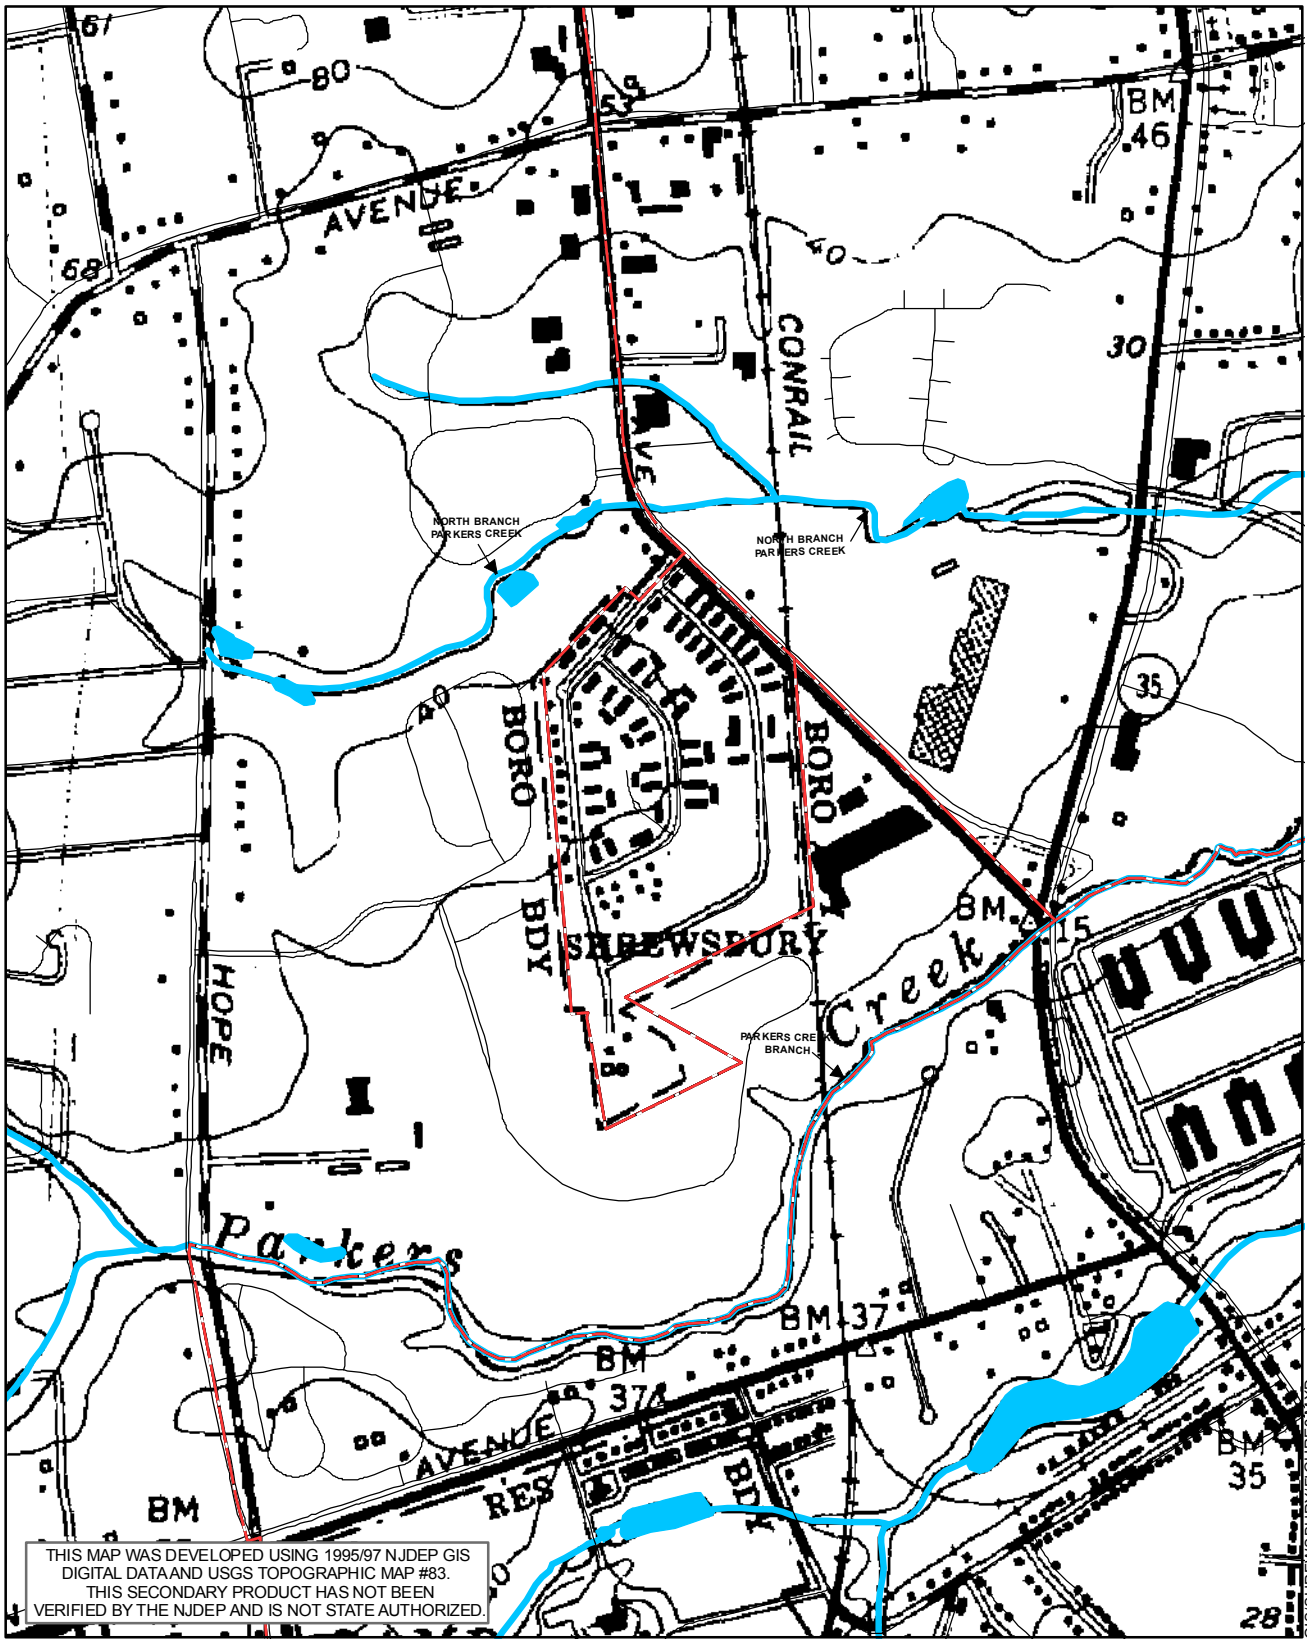 61
80
53
BM
46
AVENUE
68
40
CONRAIL
30
AVE
NORTH BRANCH
PARKERS CREEK
NORTH BRANCH
PARKERS CREEK
35
40
BORO
BORO
BDY
SHREWSBURY
BM
15
HOPE
Creek
PARKERS CREEK
BRANCH
Parkers
BM 37
BM
37
AVENUE
RES
BDY
BM
35
BM
THIS MAP WAS DEVELOPED USING 1995/97 NJDEP GIS
DIGITAL DATA AND USGS TOPOGRAPHIC MAP #83.
THIS SECONDARY PRODUCT HAS NOT BEEN
VERIFIED BY THE NJDEP AND IS NOT STATE AUTHORIZED.
28